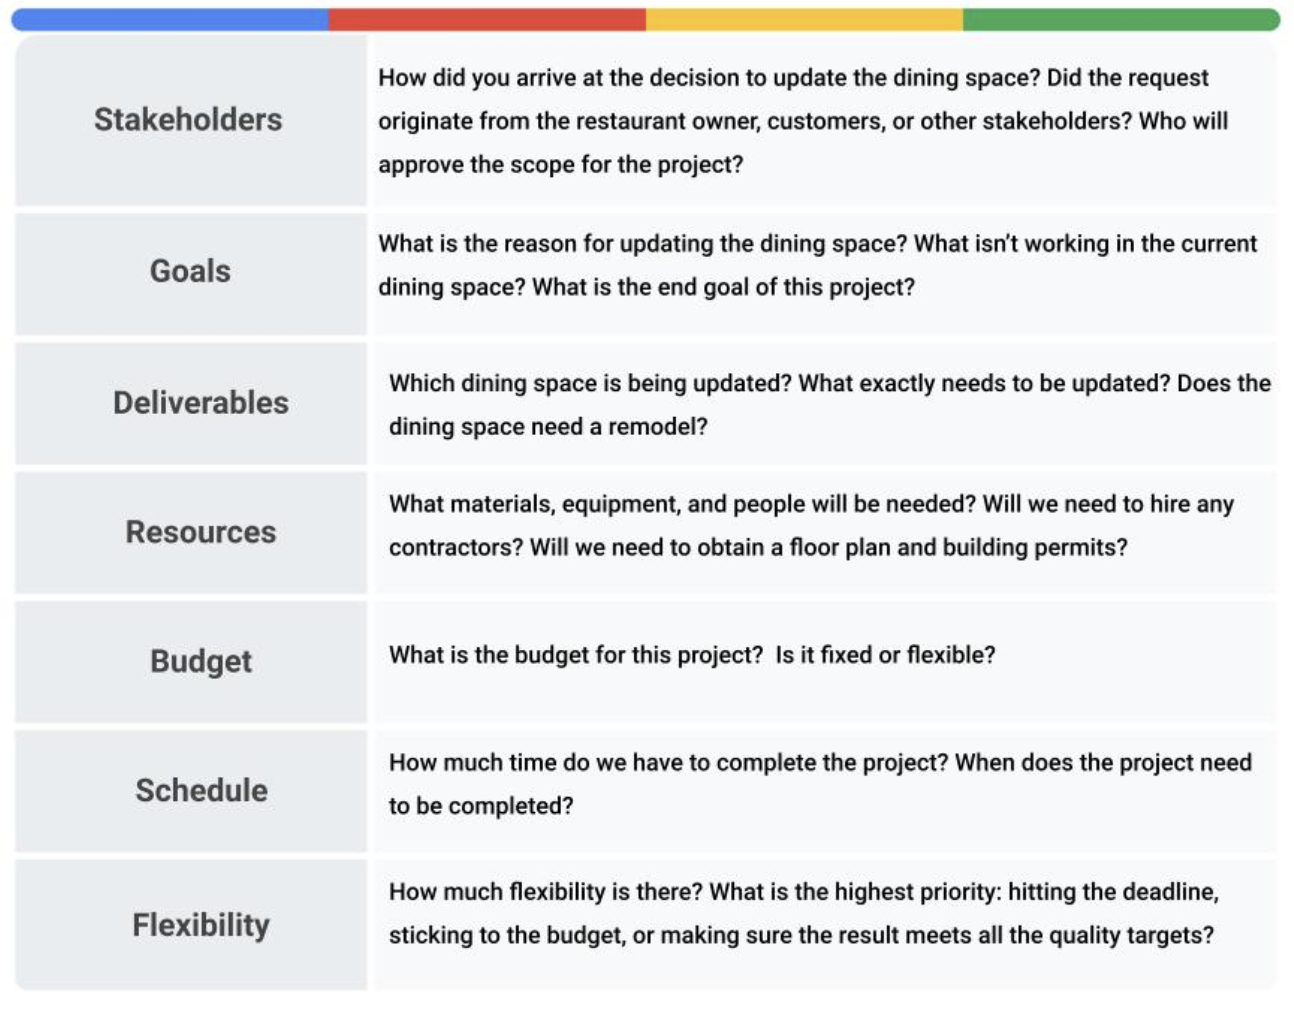 Stakeholders
How did you arrive at the decision to update the dining space? Did the request
originate from the restaurant owner, customers, or other stakeholders? Who will
approve the scope for the project?
Goals
What is the reason for updating the dining space? What isn’t working in the current
dining space? What is the end goal of this project?
Deliverables
Which dining space is being updated? What exactly needs to be updated? Does the
dining space need a remodel?
Resources
What materials, equipment, and people will be needed? Will we need to hire any
contractors? Will we need to obtain a floor plan and building permits?
Budget
What is the budget for this project?  Is it fixed or flexible?
Schedule
How much time do we have to complete the project? When does the project need
to be completed?
Flexibility
How much flexibility is there? What is the highest priority: hitting the deadline,
sticking to the budget, or making sure the result meets all the quality targets?